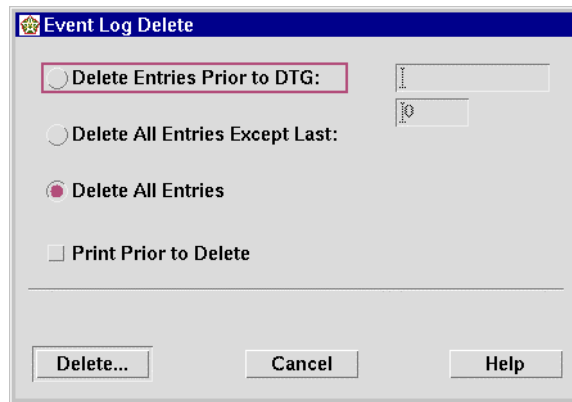 Event Log Delete
Delete Entries Prior to DTG:
Delete All Entries Except Last:
0
Delete All Entries
Print Prior to Delete
Delete...
Cancel
Help